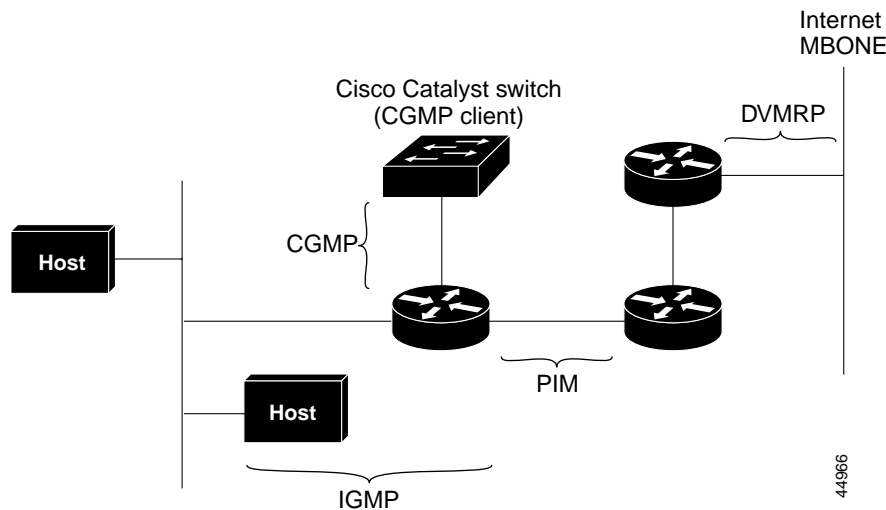 Internet
MBONE
Cisco Catalyst switch
(CGMP client)
DVMRP
CGMP
Host
PIM
Host
IGMP
44966